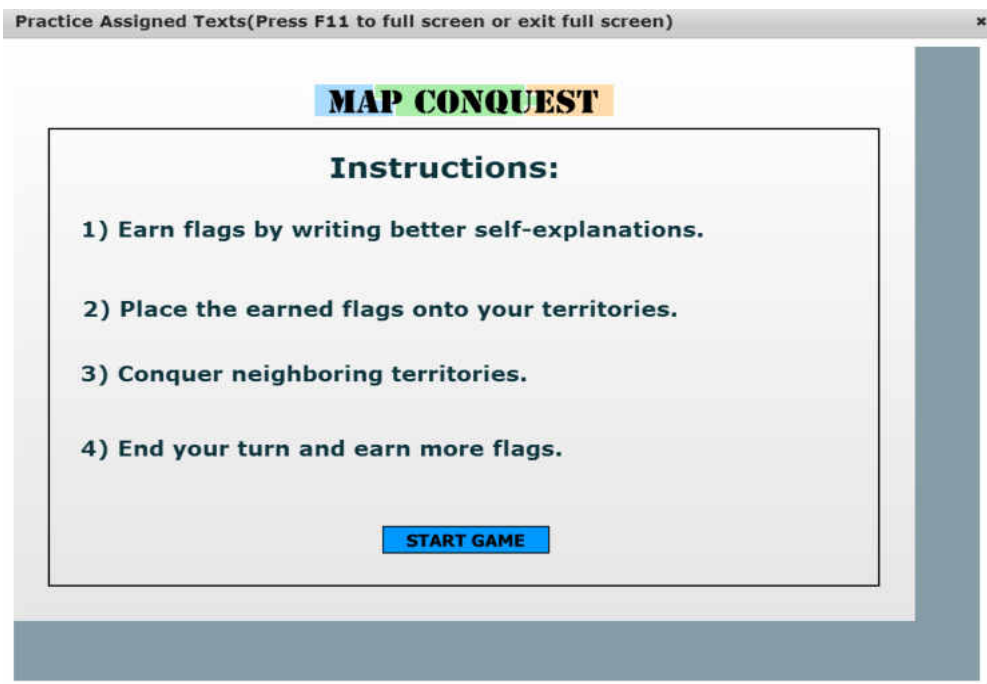 Practice Assigned Texts(Press F11 to full screen or exit full screen)
MAP CONQUEST
Instructions:
1) Earn flags by writing better self-explanations.
2) Place the earned flags onto your territories.
3) Conquer neighboring territories.
4) End your turn and earn more flags.
START GAME